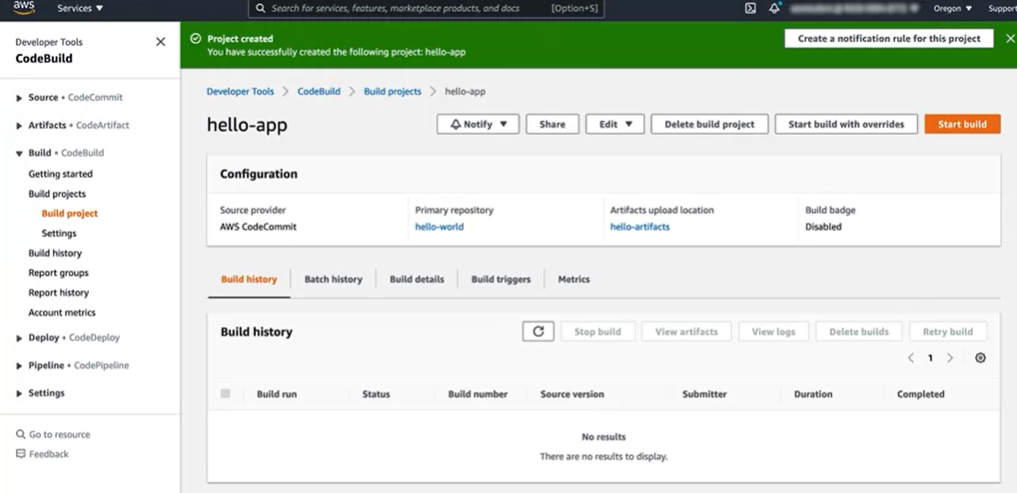 aws
Services ▼
Search for services, features, marketplace products, and docs [Option+S]
Oregon ▼
Support
Developer Tools
CodeBuild
Source • CodeCommit
Artifacts • CodeArtifact
Build • CodeBuild
Getting started
Build projects
Build project
Settings
Build history
Report groups
Report history
Account metrics
Deploy • CodeDeploy
Pipeline • CodePipeline
Settings
Go to resource
Feedback
Project created
You have successfully created the following project: hello-app
Create a notification rule for this project
Developer Tools > CodeBuild > Build projects > hello-app
hello-app
Notify ▼ Share Edit ▼ Delete build project Start build with overrides Start build
Configuration
Source provider Primary repository Artifacts upload location Build badge
AWS CodeCommit hello-world hello-artifacts Disabled
Build history Batch history Build details Build triggers Metrics
Build history Stop build View artifacts View logs Delete builds Retry build
< 1 >
Build run Status Build number Source version Submitter Duration Completed
No results
There are no results to display.